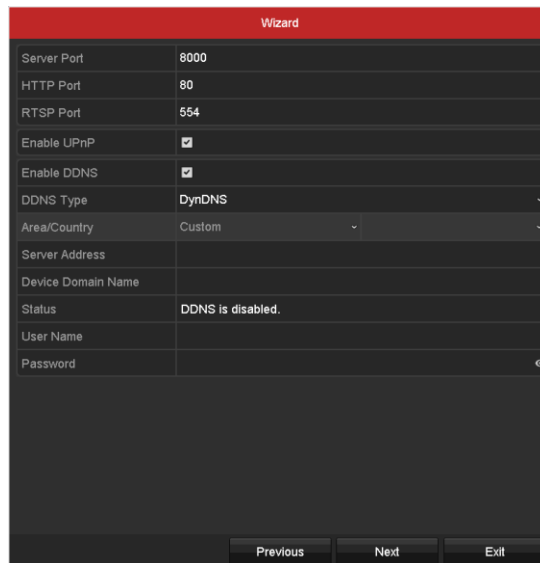 Wizard
Server Port 8000
HTTP Port 80
RTSP Port 554
Enable UPnP
Enable DDNS
DDNS Type DynDNS
Area/Country Custom
Server Address
Device Domain Name
Status DDNS is disabled.
User Name
Password
Previous Next Exit